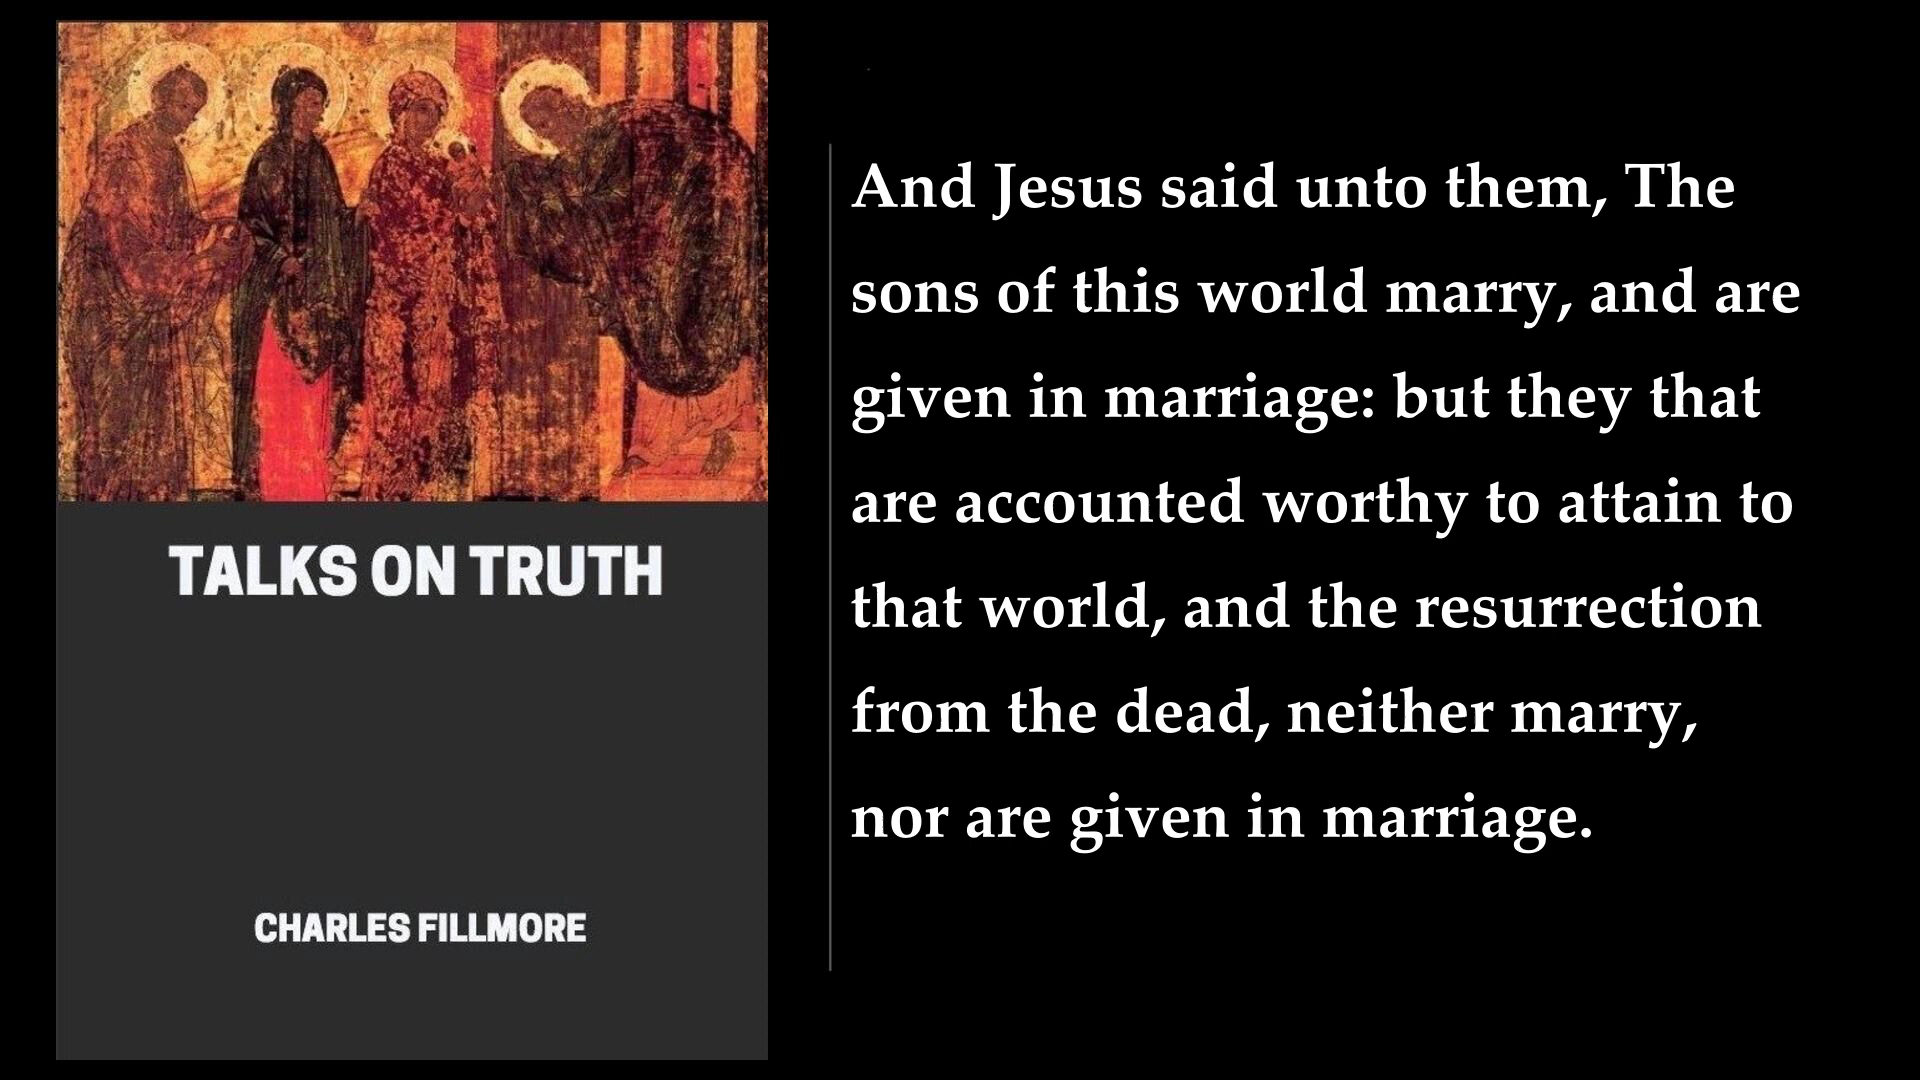 TALKS ON TRUTH
CHARLES FILLMORE
And Jesus said unto them, The
sons of this world marry, and are
given in marriage: but they that
are accounted worthy to attain to
that world, and the resurrection
from the dead, neither marry,
nor are given in marriage.